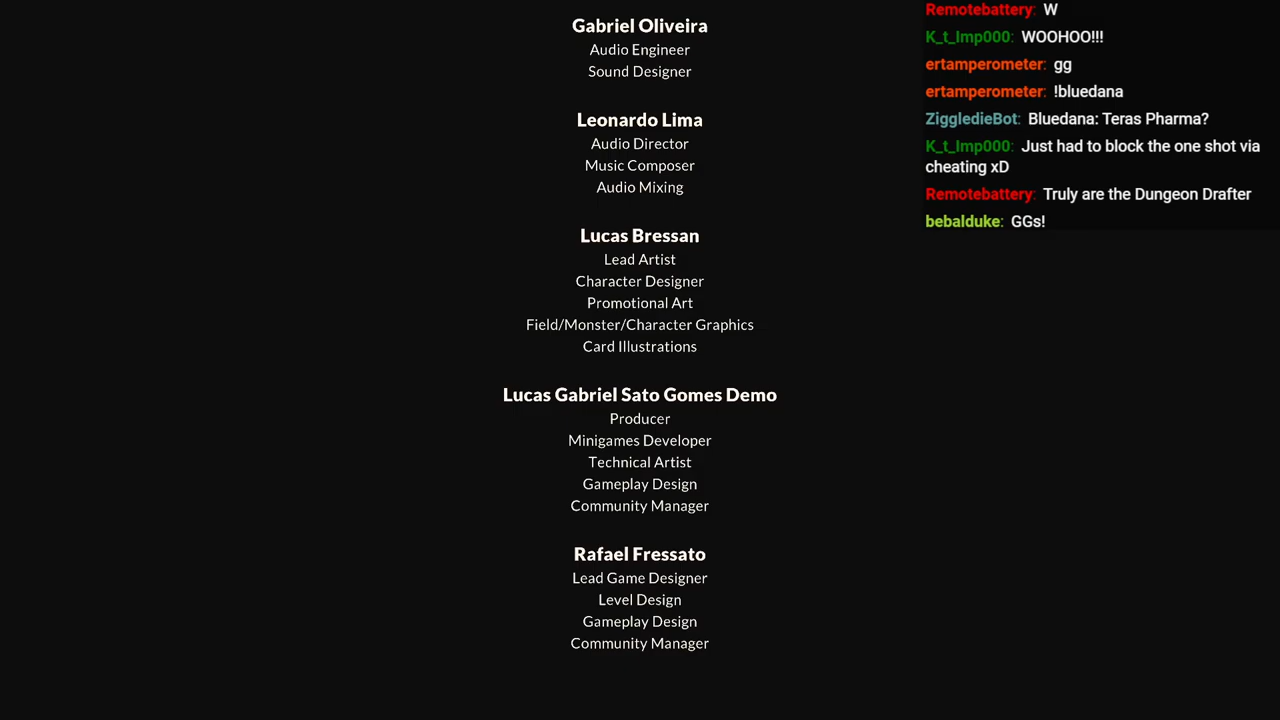 Gabriel Oliveira
Audio Engineer
Sound Designer
Leonardo Lima
Audio Director
Music Composer
Audio Mixing
Lucas Bressan
Lead Artist
Character Designer
Promotional Art
Field/Monster/Character Graphics
Card Illustrations
Lucas Gabriel Sato Gomes Demo
Producer
Minigames Developer
Technical Artist
Gameplay Design
Community Manager
Rafael Fressato
Lead Game Designer
Level Design
Gameplay Design
Community Manager
Remotebattery: W
K_t_Imp000: WOOHOO!!!
ertamperometer: gg
ertamperometer: !bluedana
ZiggledieBot: Bluedana: Teras Pharma?
K_t_Imp000: Just had to block the one shot via
cheating xD
Remotebattery: Truly are the Dungeon Drafter
bebalduke: GGs!